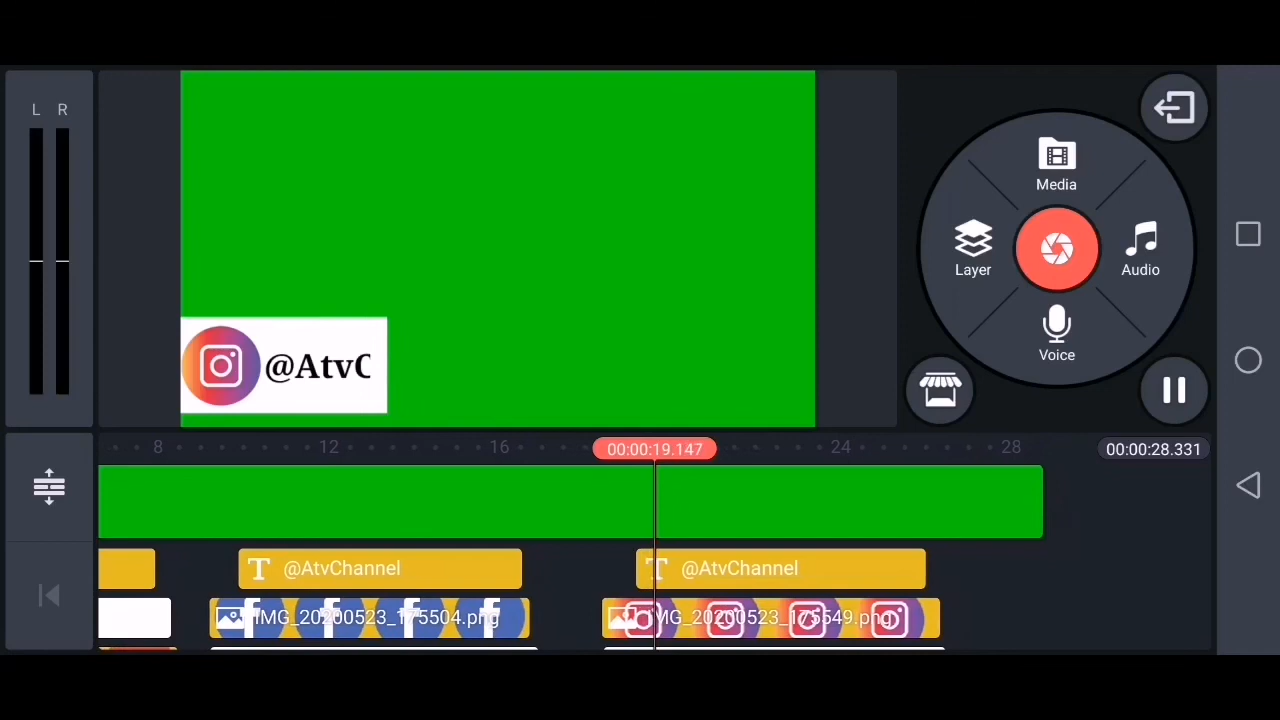 L R
Media
Layer
Audio
Voice
@AtvC
8 12 16 00:00:19.147 24 28 00:00:28.331
@AtvChannel @AtvChannel
IMG_20200523_175504.png IMG_20200523_175549.png